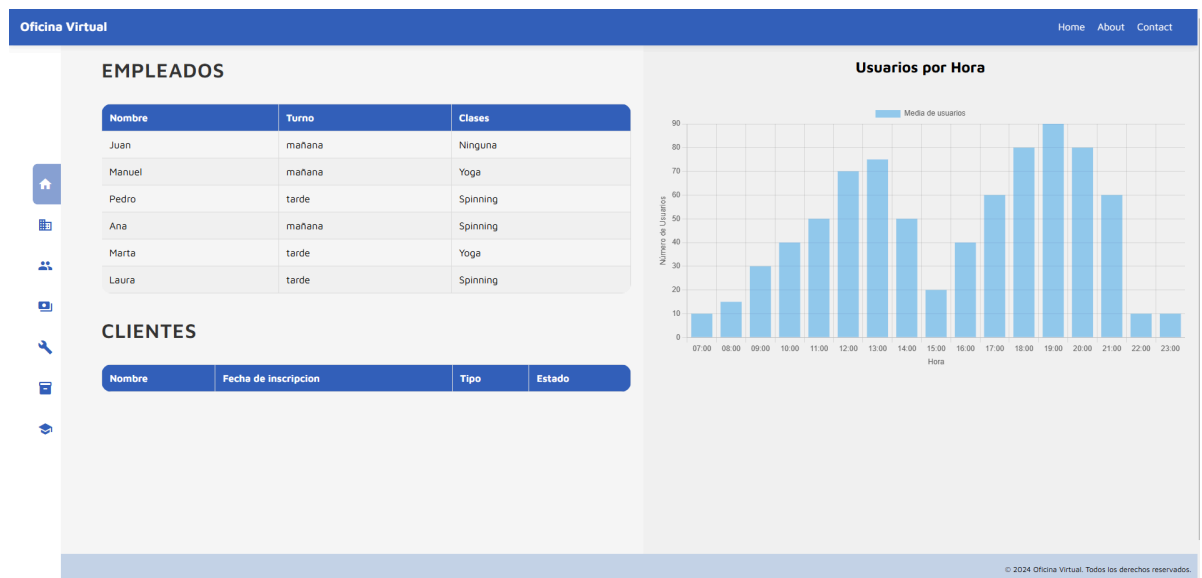 Oficina Virtual
Home About Contact
EMPLEADOS
Nombre Turno Clases
Juan mañana Ninguna
Manuel mañana Yoga
Pedro tarde Spinning
Ana mañana Spinning
Marta tarde Yoga
Laura tarde Spinning
CLIENTES
Nombre Fecha de inscripcion Tipo Estado
Usuarios por Hora
Media de usuarios
Número de Usuarios
90
80
70
60
50
40
30
20
10
0
07:00 08:00 09:00 10:00 11:00 12:00 13:00 14:00 15:00 16:00 17:00 18:00 19:00 20:00 21:00 22:00 23:00
Hora
© 2024 Oficina Virtual. Todos los derechos reservados.